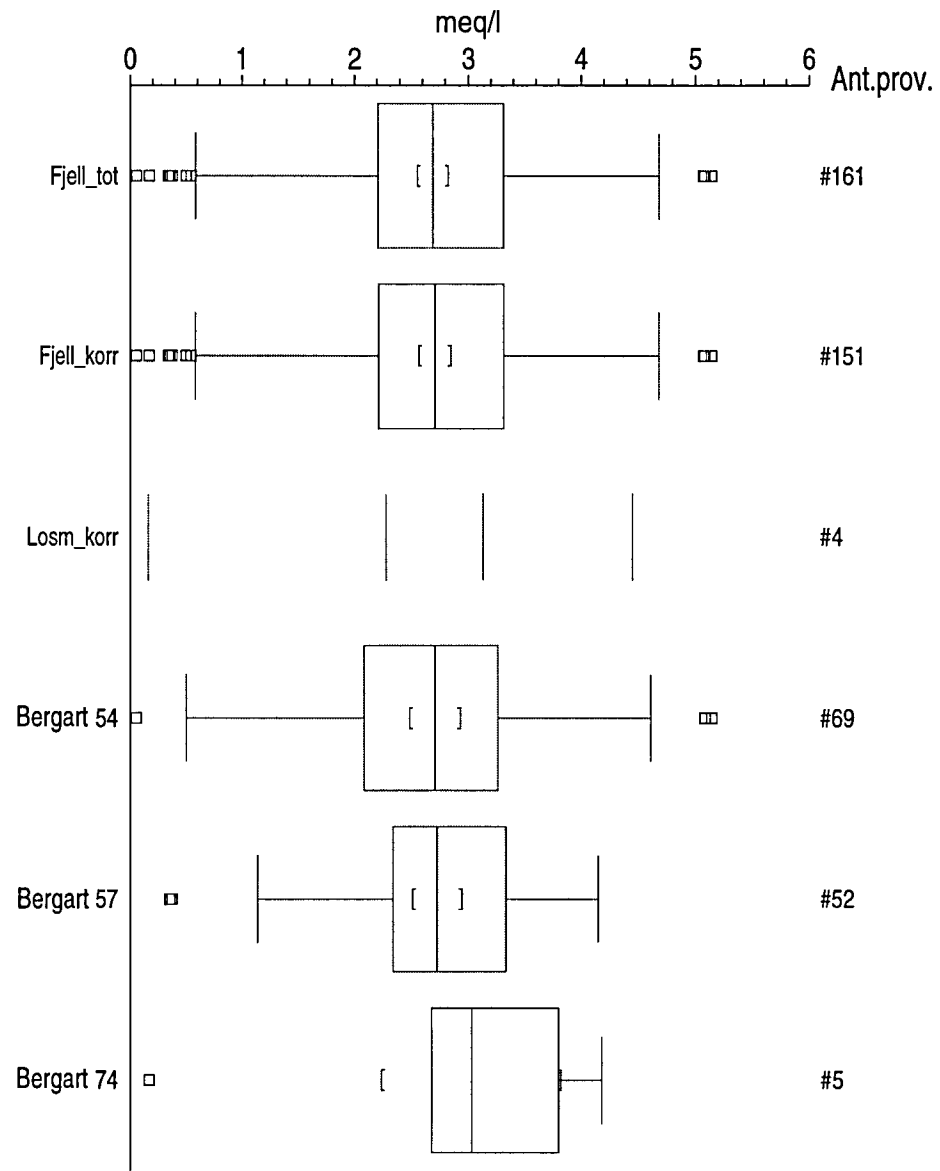 meq/l
0 1 2 3 4 5 6
Ant.prov.
Fjell_tot #161
Fjell_korr #151
Losm_korr #4
Bergart 54 #69
Bergart 57 #52
Bergart 74 #5